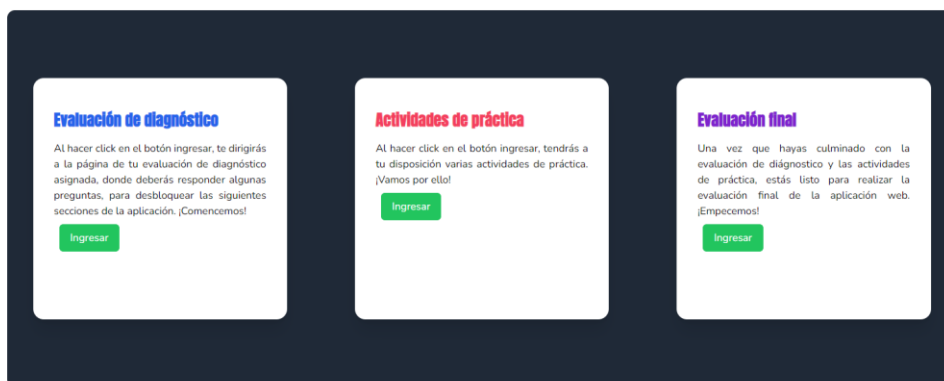 Evaluación de diagnóstico
Al hacer click en el botón ingresar, te dirigirás
a la página de tu evaluación de diagnóstico
asignada, donde deberás responder algunas
preguntas, para desbloquear las siguientes
secciones de la aplicación. ¡Comencemos!
Ingresar
Actividades de práctica
Al hacer click en el botón ingresar, tendrás a
tu disposición varias actividades de práctica.
¡Vamos por ello!
Ingresar
Evaluación final
Una vez que hayas culminado con la
evaluación de diágnostico y las actividades
de práctica, estás listo para realizar la
evaluación final de la aplicación web.
¡Empecemos!
Ingresar